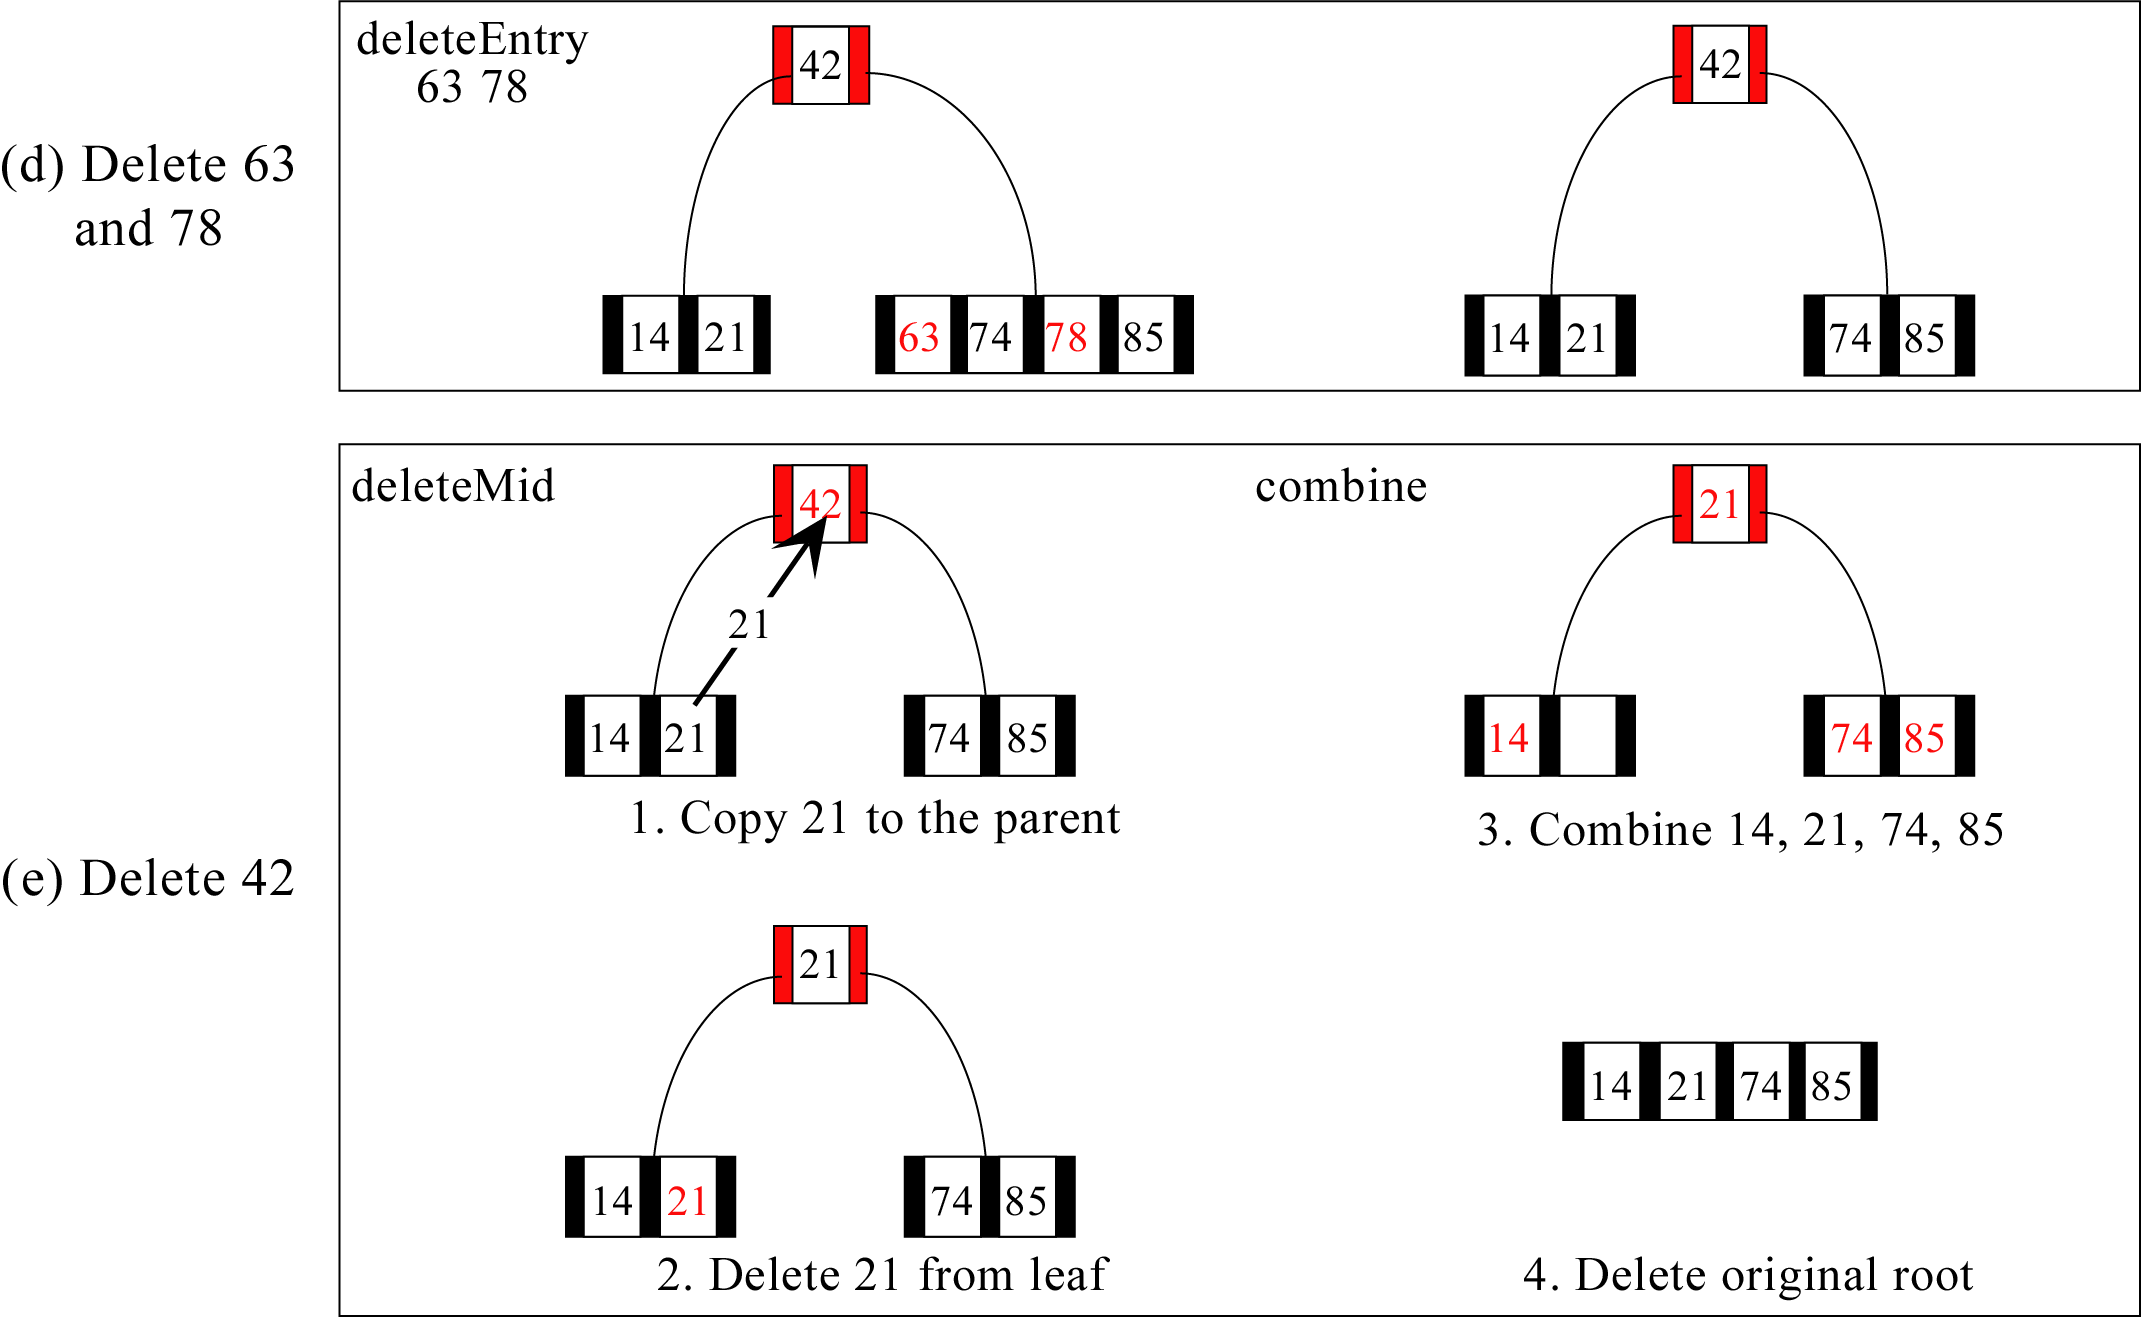 (d) Delete 63
and 78
deleteEntry
63 78
42
14 21
63 74 78 85
42
14 21
74 85
(e) Delete 42
deleteMid
42
21
14 21
74 85
1. Copy 21 to the parent
21
14 21
74 85
2. Delete 21 from leaf
combine
21
14
74 85
3. Combine 14, 21, 74, 85
14 21 74 85
4. Delete original root